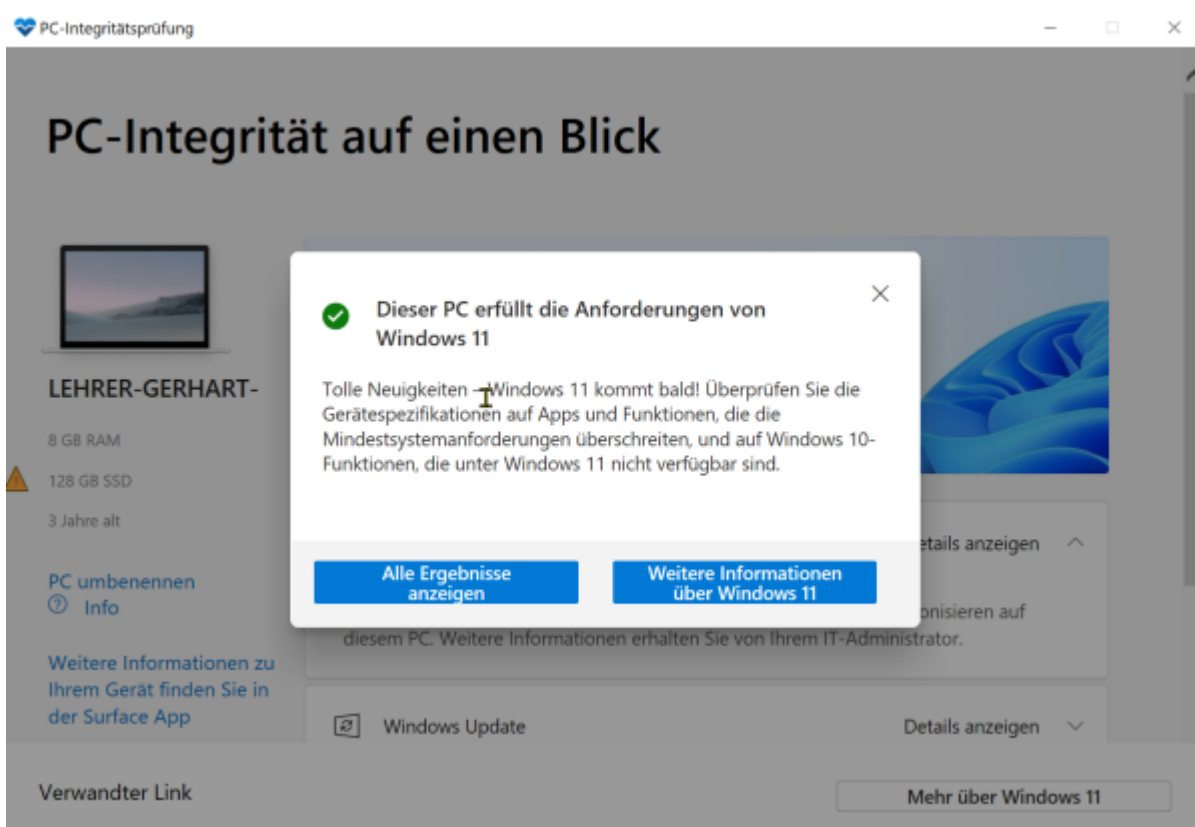 PC-Integritätsprüfung
PC-Integrität auf einen Blick
LEHRER-GERHART-
8 GB RAM
128 GB SSD
3 Jahre alt
PC umbenennen
Info
Weitere Informationen zu
Ihrem Gerät finden Sie in
der Surface App
Dieser PC erfüllt die Anforderungen von
Windows 11
Tolle Neuigkeiten – Windows 11 kommt bald! Überprüfen Sie die
Gerätespezifikationen auf Apps und Funktionen, die die
Mindestsystemanforderungen überschreiten, und auf Windows 10-
Funktionen, die unter Windows 11 nicht verfügbar sind.
Alle Ergebnisse
anzeigen
Weitere Informationen
über Windows 11
etails anzeigen
onisieren auf
diesem PC. Weitere Informationen erhalten Sie von Ihrem IT-Administrator.
Windows Update
Details anzeigen
Verwandter Link
Mehr über Windows 11